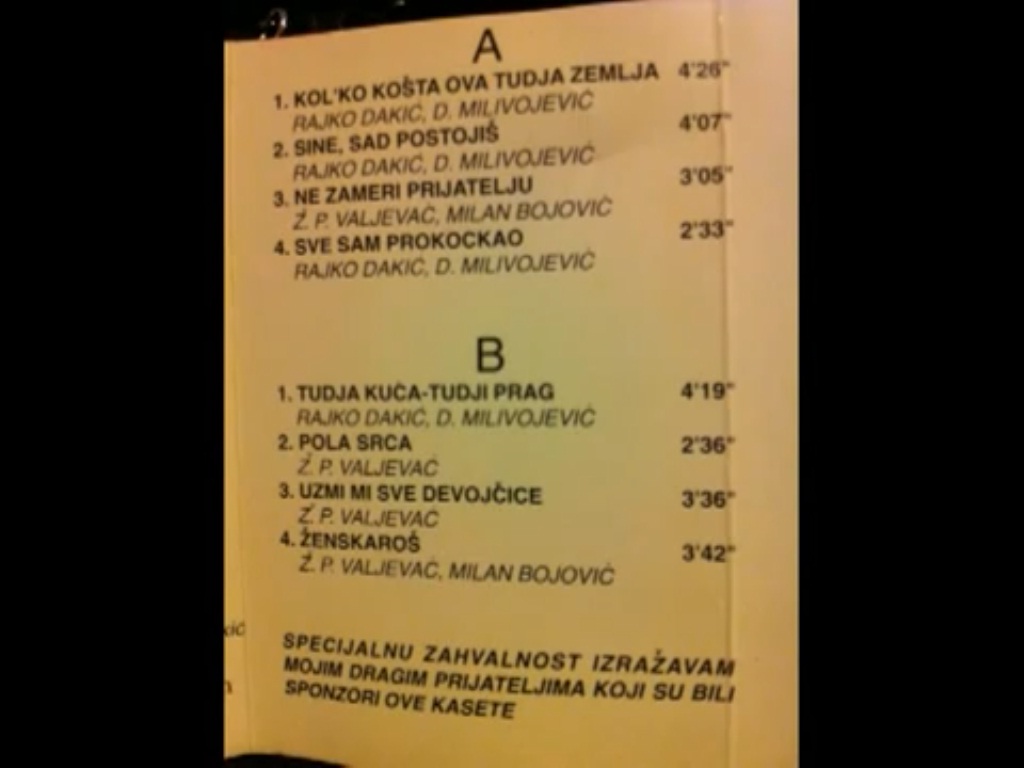 A
1. KOL'KO KOŠTA OVA TUDJA ZEMLJA 4'26"
RAJKO DAKIĆ, D. MILIVOJEVIĆ
2. SINE, SAD POSTOJIŠ 4'07"
RAJKO DAKIĆ, D. MILIVOJEVIĆ
3. NE ZAMERI PRIJATELJU 3'05"
Ž. P. VALJEVAC, MILAN BOJOVIĆ
4. SVE SAM PROKOCKAO 2'33"
RAJKO DAKIĆ, D. MILIVOJEVIĆ
B
1. TUDJA KUĆA-TUDJI PRAG 4'19"
RAJKO DAKIĆ, D. MILIVOJEVIĆ
2. POLA SRCA 2'36"
Ž. P. VALJEVAC
3. UZMI MI SVE DEVOJČICE 3'36"
Ž. P. VALJEVAC
4. ŽENSKAROŠ 3'42"
Ž. P. VALJEVAC, MILAN BOJOVIĆ
SPECIJALNU ZAHVALNOST IZRAŽAVAM
MOJIM DRAGIM PRIJATELJIMA KOJI SU BILI
SPONZORI OVE KASETE